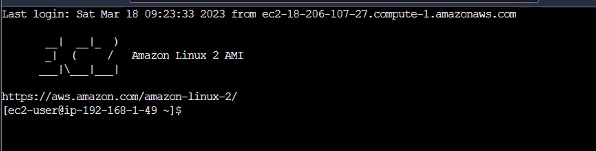 Last login: Sat Mar 18 09:23:33 2023 from ec2-18-206-107-27.compute-1.amazonaws.com
       __|  __|_  )
       _|  (     /   Amazon Linux 2 AMI
      ___|\___|___|
https://aws.amazon.com/amazon-linux-2/
[ec2-user@ip-192-168-1-49 ~]$